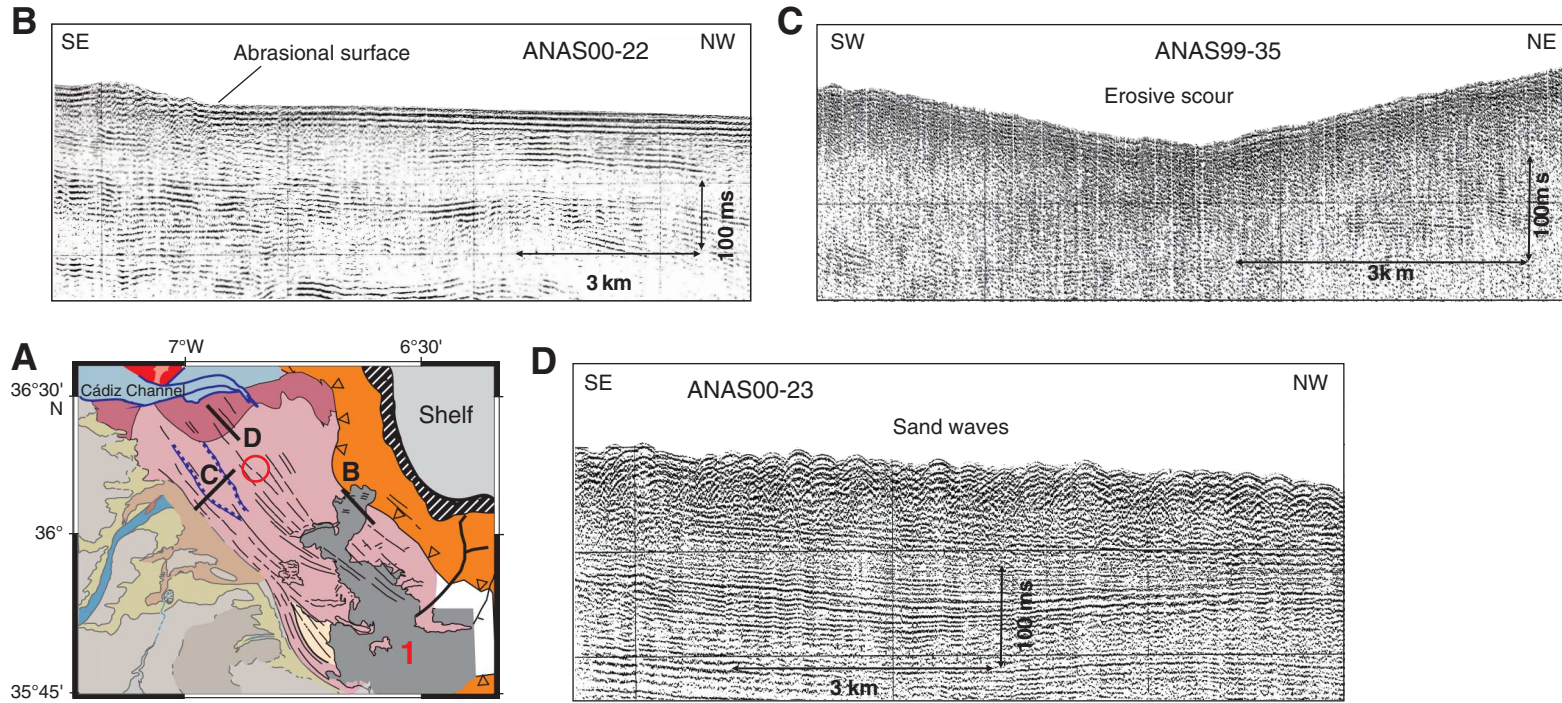 B
SE
Abrasional surface
ANAS00-22
NW
100 ms
3 km
C
SW
ANAS99-35
NE
Erosive scour
100m s
3k m
A
7°W
6°30'
36°30'
N
Cádiz Channel
Shelf
D
C
B
36°
1
35°45'
D
SE
ANAS00-23
NW
Sand waves
100 ms
3 km